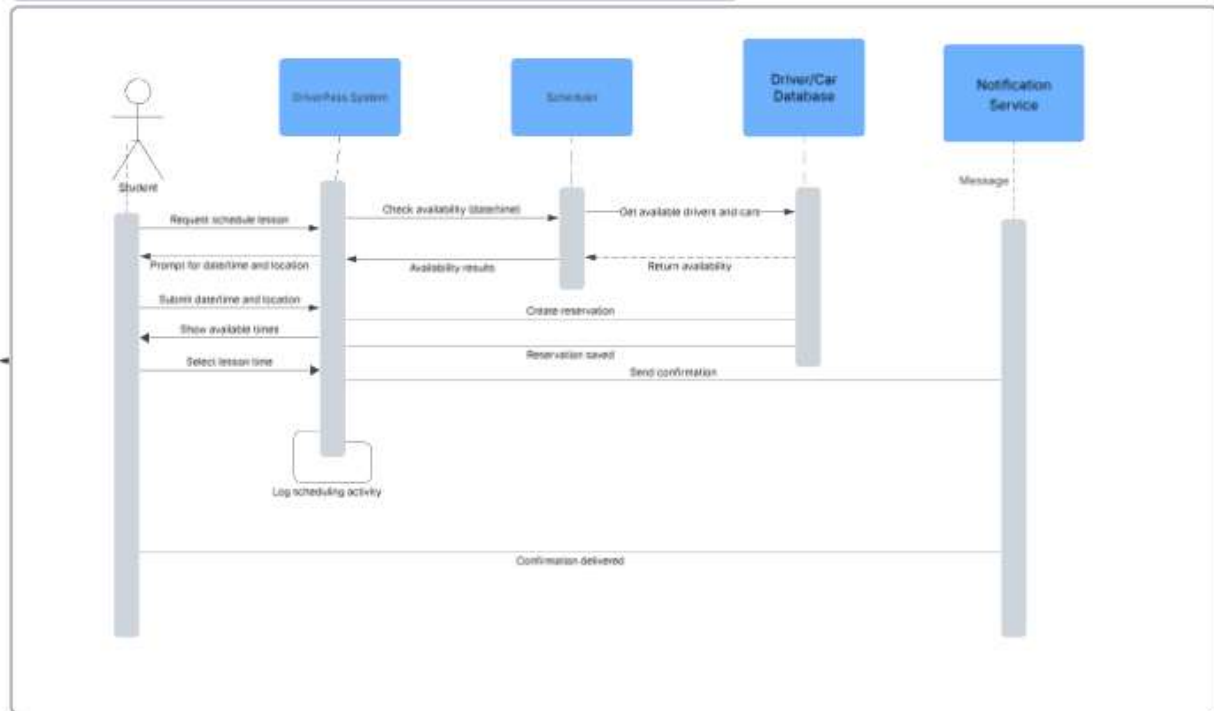 DriverPass System
Scheduler
Driver/Car
Database
Notification
Service
Student
Message
Request schedule lesson
Check availability (date/time)
Get available drivers and cars
Prompt for date/time and location
Availability results
Return availability
Submit date/time and location
Create reservation
Show available times
Reservation saved
Select lesson time
Send confirmation
Log scheduling activity
Confirmation delivered